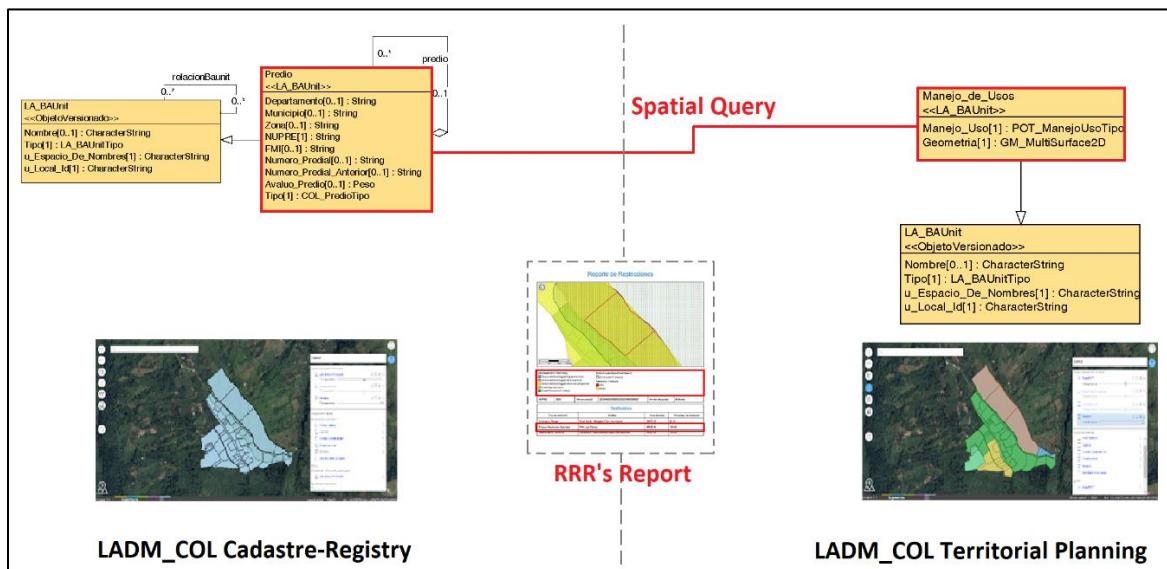 0..*
predio
relacionBaunit
0..*
0..1
Predio
<<LA_BAUnit>>
Departamento[0..1] : String
Municipio[0..1] : String
Zona[0..1] : String
NUPRE[1] : String
FMI[0..1] : String
Numero_Predial[0..1] : String
Numero_Predial_Anterior[0..1] : String
Avaluo_Predio[0..1] : Peso
Tipo[1] : COL_PredioTipo
LA_BAUnit
<<ObjetoVersionado>>
Nombre[0..1] : CharacterString
Tipo[1] : LA_BAUnitTipo
u_Espacio_De_Nombres[1] : CharacterString
u_Local_Id[1] : CharacterString
Spatial Query
Manejo_de_Usos
<<LA_BAUnit>>
Manejo_Uso[1] : POT_ManejoUsoTipo
Geometria[1] : GM_MultiSurface2D
LA_BAUnit
<<ObjetoVersionado>>
Nombre[0..1] : CharacterString
Tipo[1] : LA_BAUnitTipo
u_Espacio_De_Nombres[1] : CharacterString
u_Local_Id[1] : CharacterString
Reporte de Restricciones
RRR's Report
LADM_COL Cadastre-Registry
LADM_COL Territorial Planning